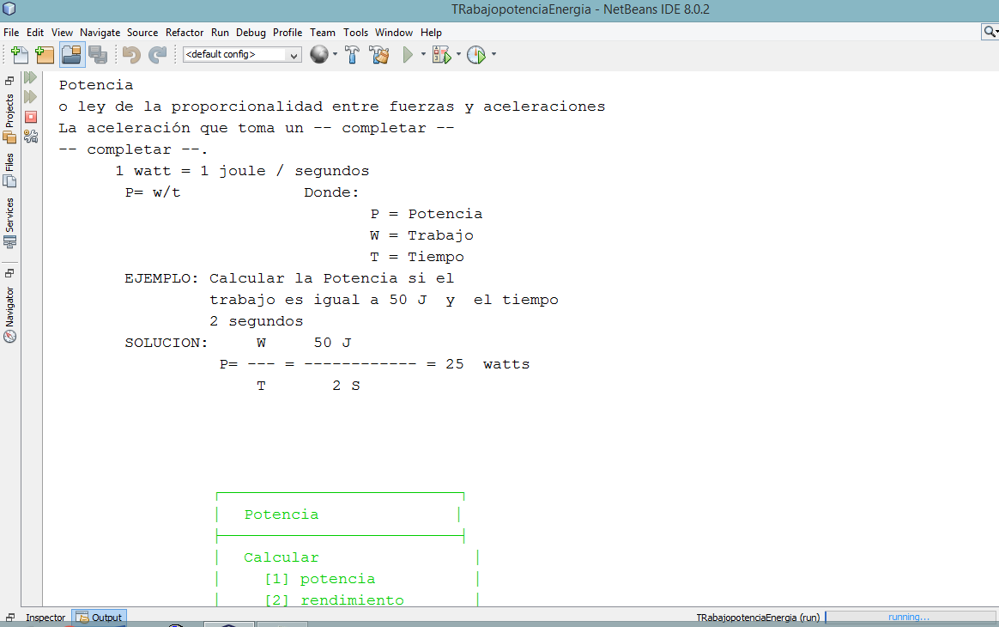 TRabajopotenciaEnergia - NetBeans IDE 8.0.2
File Edit View Navigate Source Refactor Run Debug Profile Team Tools Window Help
<default config>
Projects
Files
Services
Navigator
Potencia
o ley de la proporcionalidad entre fuerzas y aceleraciones
La aceleración que toma un -- completar --
-- completar --.
1 watt = 1 joule / segundos
P= w/t Donde:
P = Potencia
W = Trabajo
T = Tiempo
EJEMPLO: Calcular la Potencia si el
trabajo es igual a 50 J y el tiempo
2 segundos
SOLUCION: W 50 J
P= --- = ------------ = 25 watts
T 2 S
Potencia
Calcular
[1] potencia
[2] rendimiento
Inspector Output TRabajopotenciaEnergia (run) running...